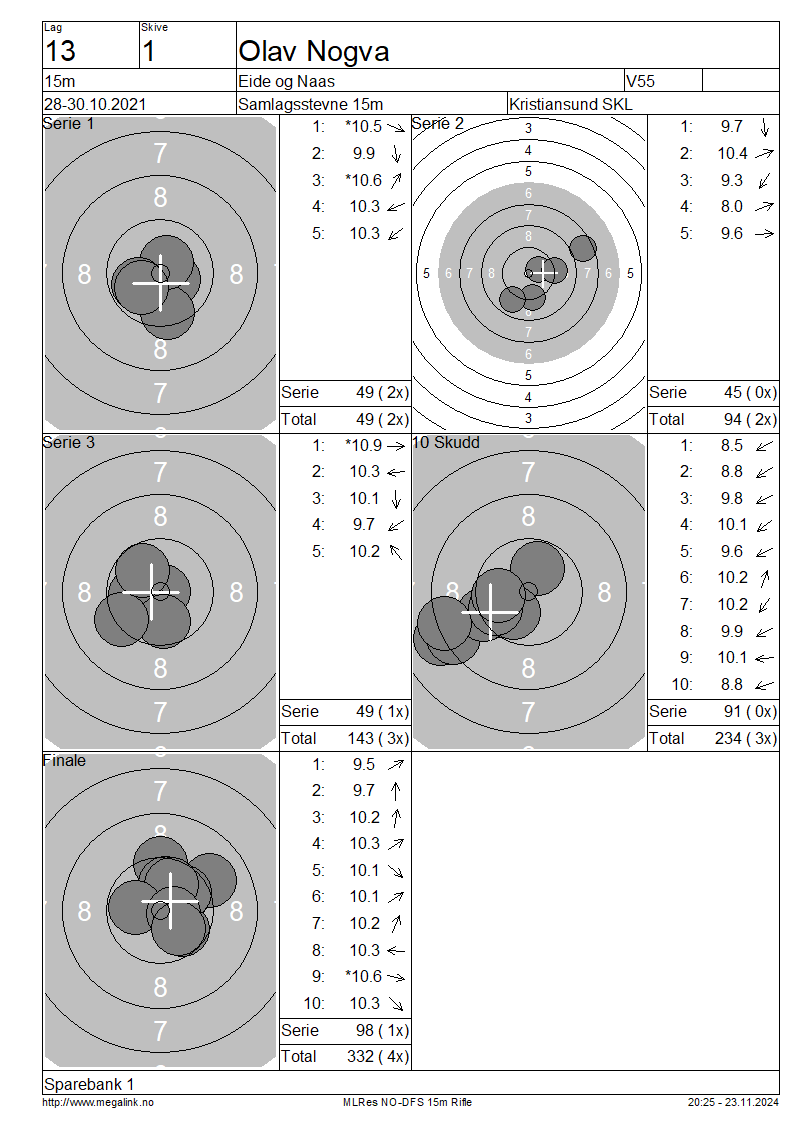 Lag
Skive
13
1
Olav Nogva
15m
Eide og Naas
V55
28-30.10.2021
Samlagsstevne 15m
Kristiansund SKL
Serie 1
7
8
8 8
8
7
1: *10.5
2: 9.9
3: *10.6
4: 10.3
5: 10.3
Serie 49 ( 2x)
Total 49 ( 2x)
Serie 2
3
4
5
6
7
8
5 6 7 8 7 6 5
8
6
5
4
3
1: 9.7
2: 10.4
3: 9.3
4: 8.0
5: 9.6
Serie 45 ( 0x)
Total 94 ( 2x)
Serie 3
7
8
8 8
8
7
1: *10.9
2: 10.3
3: 10.1
4: 9.7
5: 10.2
Serie 49 ( 1x)
Total 143 ( 3x)
10 Skudd
7
8
8 8
8
7
1: 8.5
2: 8.8
3: 9.8
4: 10.1
5: 9.6
6: 10.2
7: 10.2
8: 9.9
9: 10.1
10: 8.8
Serie 91 ( 0x)
Total 234 ( 3x)
Finale
7
8
8 8
8
7
1: 9.5
2: 9.7
3: 10.2
4: 10.3
5: 10.1
6: 10.1
7: 10.2
8: 10.3
9: *10.6
10: 10.3
Serie 98 ( 1x)
Total 332 ( 4x)
Sparebank 1
http://www.megalink.no
MLRes NO-DFS 15m Rifle
20:25 - 23.11.2024